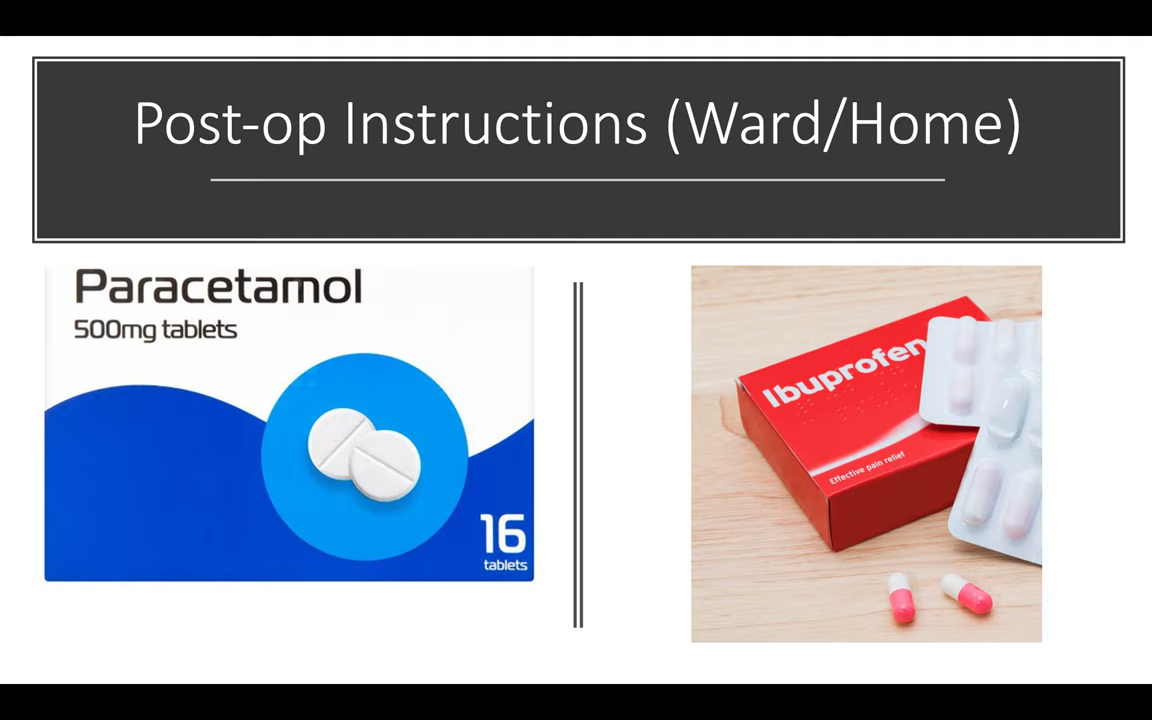 Post-op Instructions (Ward/Home)
Paracetamol
500mg tablets
16
tablets
Ibuprofen
Effective pain relief